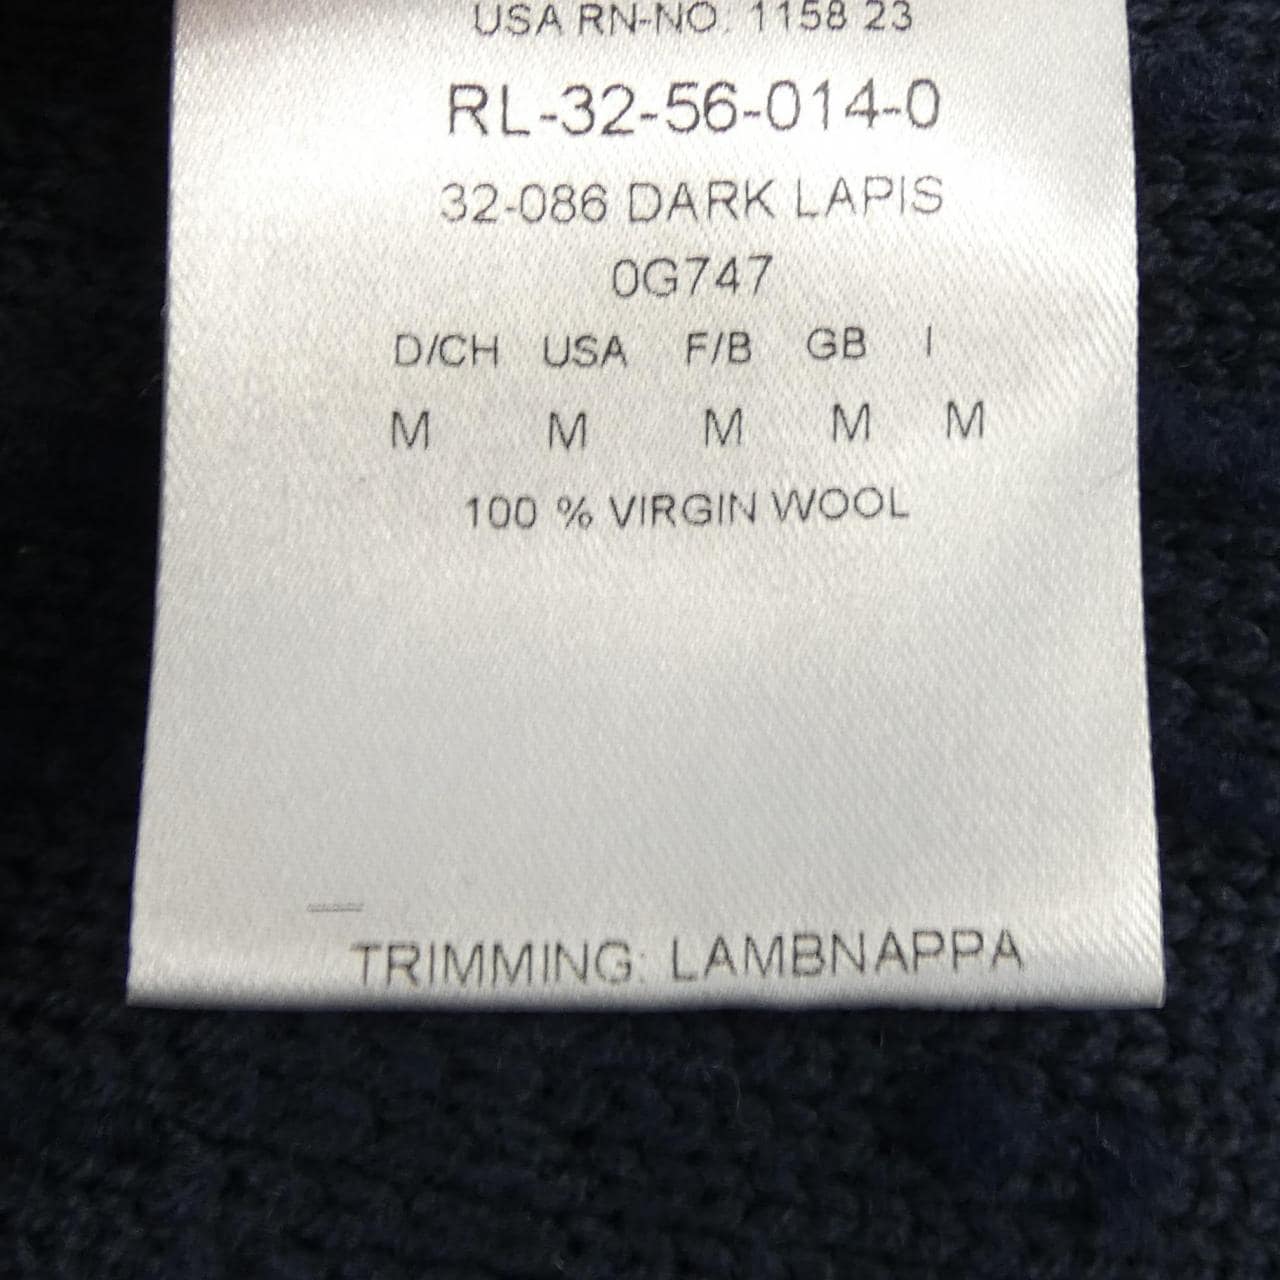 USA RN-NO: 1158 23
RL-32-56-014-0
32-086 DARK LAPIS
0G747
D/CH USA F/B GB I
M M M M M
100 % VIRGIN WOOL
TRIMMING: LAMBNAPPA